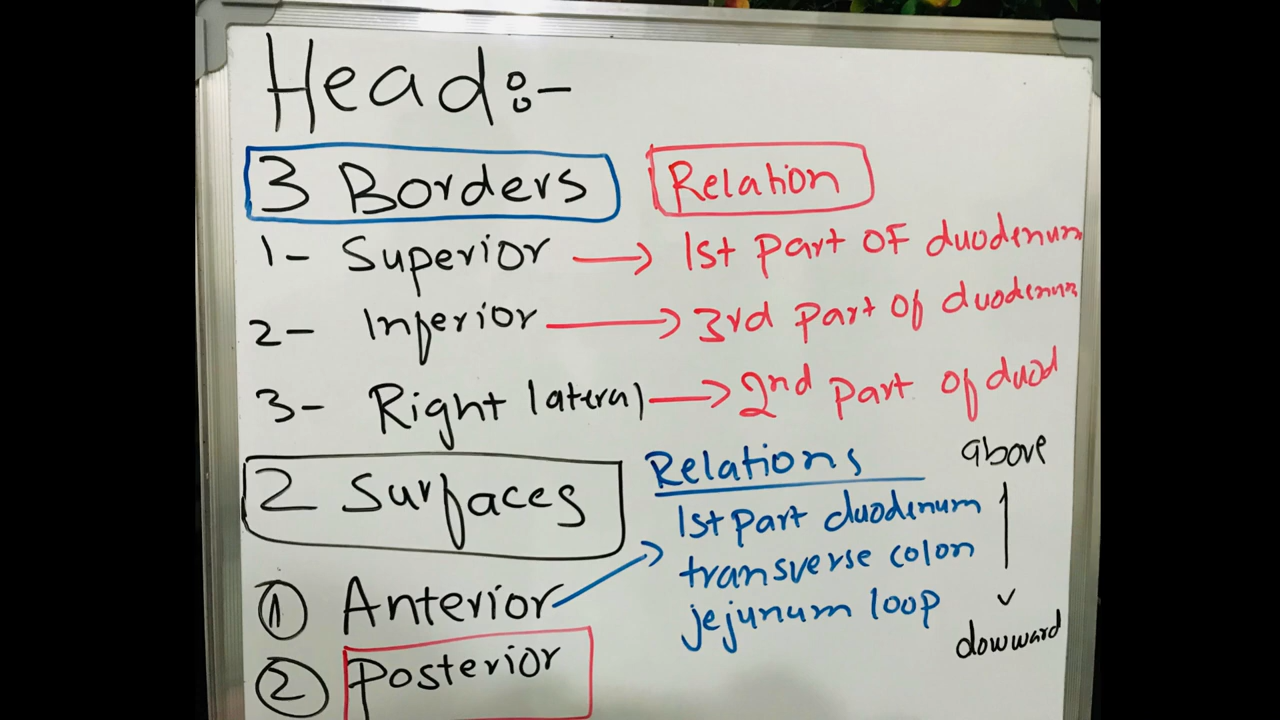 Head:-
3 Borders
Relation
1- Superior → 1st part OF duodenum
2- Inferior → 3rd part of duodenum
3- Right lateral → 2nd part of duod
2 Surfaces
Relations
above
1st part duodenum
transverse colon
jejunum loop
dowward
① Anterior
② Posterior